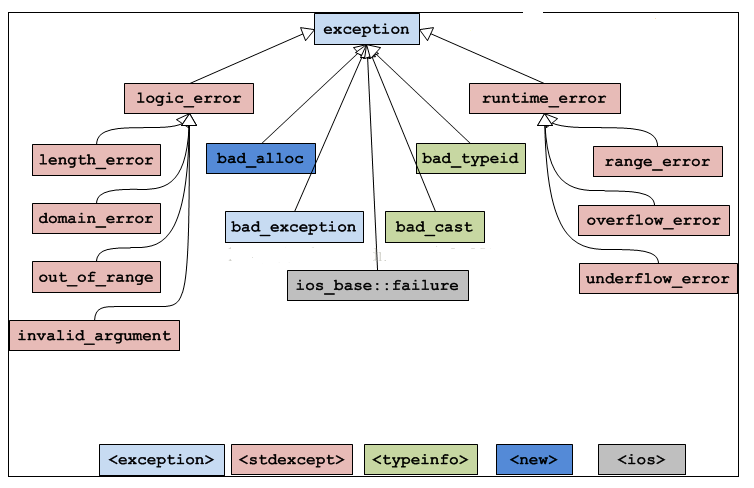 exception
logic_error
runtime_error
length_error
bad_alloc
bad_typeid
range_error
domain_error
bad_exception
bad_cast
overflow_error
out_of_range
ios_base::failure
underflow_error
invalid_argument
<exception>
<stdexcept>
<typeinfo>
<new>
<ios>